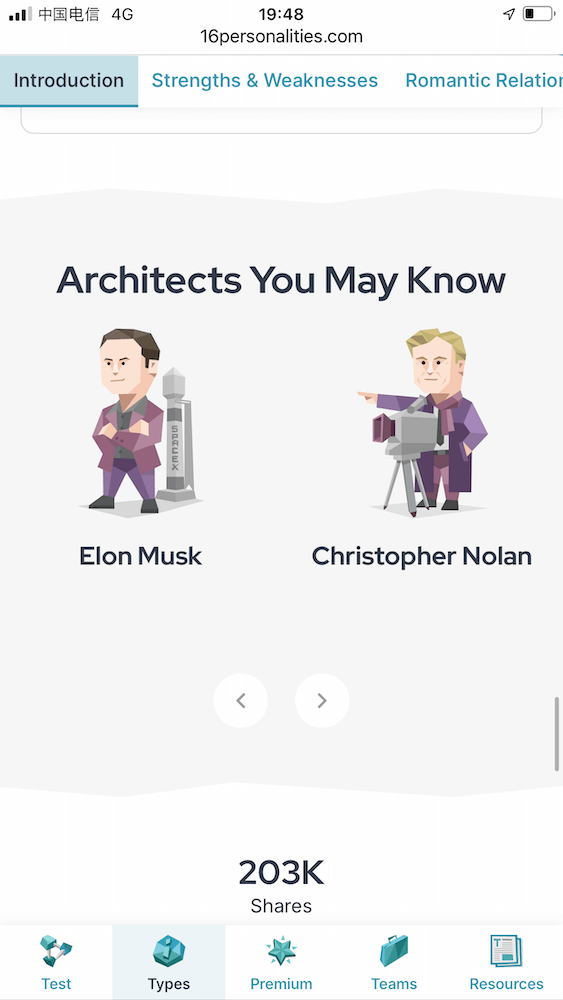 中国电信 4G 19:48
16personalities.com
Introduction Strengths & Weaknesses Romantic Relation
Architects You May Know
SPACEX
Elon Musk Christopher Nolan
203K
Shares
Test Types Premium Teams Resources